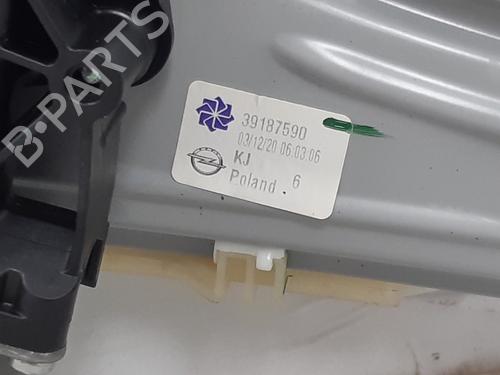 B-PARTS
39187590
03/12/20 06:03:06
KJ
Poland . 6